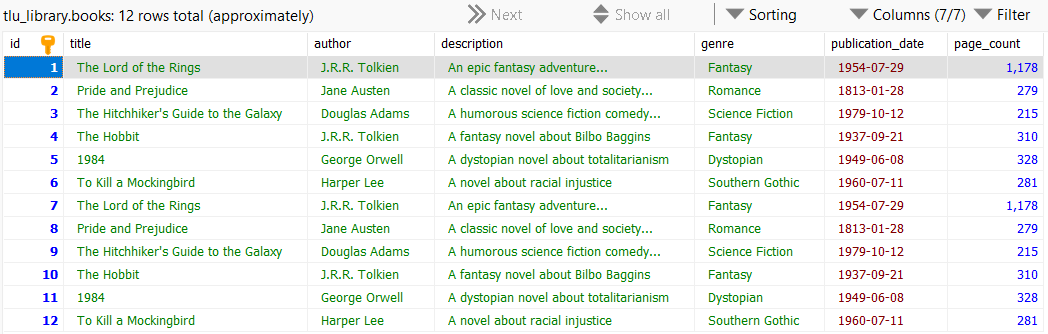 tlu_library.books: 12 rows total (approximately) Next Show all Sorting Columns (7/7) Filter
id title author description genre publication_date page_count
1 The Lord of the Rings J.R.R. Tolkien An epic fantasy adventure... Fantasy 1954-07-29 1,178
2 Pride and Prejudice Jane Austen A classic novel of love and society... Romance 1813-01-28 279
3 The Hitchhiker's Guide to the Galaxy Douglas Adams A humorous science fiction comedy... Science Fiction 1979-10-12 215
4 The Hobbit J.R.R. Tolkien A fantasy novel about Bilbo Baggins Fantasy 1937-09-21 310
5 1984 George Orwell A dystopian novel about totalitarianism Dystopian 1949-06-08 328
6 To Kill a Mockingbird Harper Lee A novel about racial injustice Southern Gothic 1960-07-11 281
7 The Lord of the Rings J.R.R. Tolkien An epic fantasy adventure... Fantasy 1954-07-29 1,178
8 Pride and Prejudice Jane Austen A classic novel of love and society... Romance 1813-01-28 279
9 The Hitchhiker's Guide to the Galaxy Douglas Adams A humorous science fiction comedy... Science Fiction 1979-10-12 215
10 The Hobbit J.R.R. Tolkien A fantasy novel about Bilbo Baggins Fantasy 1937-09-21 310
11 1984 George Orwell A dystopian novel about totalitarianism Dystopian 1949-06-08 328
12 To Kill a Mockingbird Harper Lee A novel about racial injustice Southern Gothic 1960-07-11 281